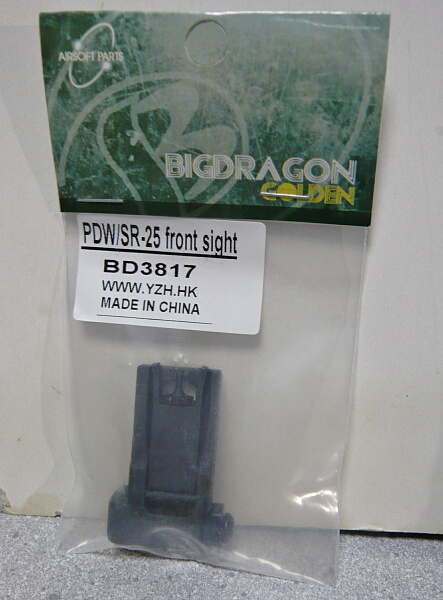 AIRSOFT PARTS
BIGDRAGON
GOLDEN
PDW/SR-25 front sight
BD3817
WWW.YZH.HK
MADE IN CHINA